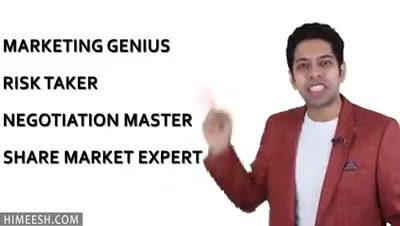 MARKETING GENIUS
RISK TAKER
NEGOTIATION MASTER
SHARE MARKET EXPERT
HIMEESH.COM